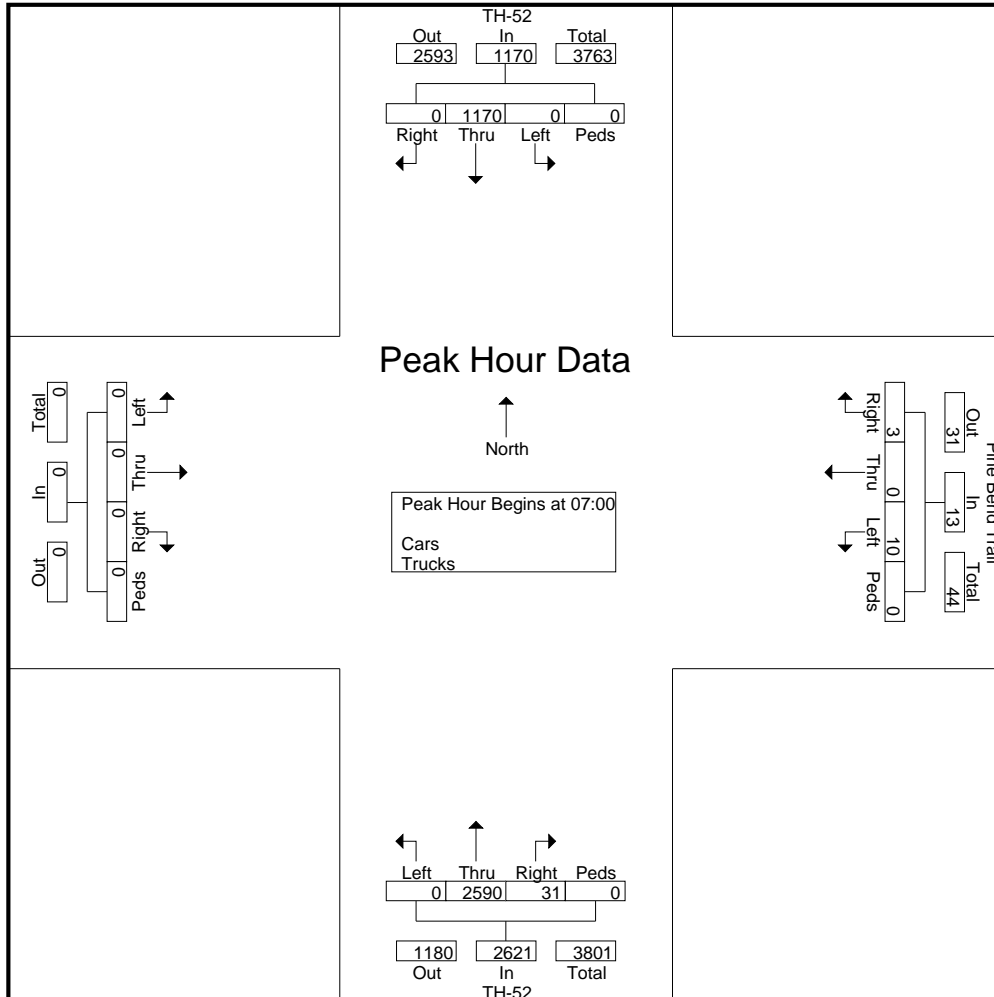 TH-52
Out In Total
2593 1170 3763
0 1170 0 0
Right Thru Left Peds
Peak Hour Data
North
Peak Hour Begins at 07:00
Cars
Trucks
Total In Out
0 0 0
0 0 0 0
Left Thru Right Peds
Right Thru Left Peds
3 0 10 0
31 13 44
Out In Total
Pine Bend Trail
Left Thru Right Peds
0 2590 31 0
1180 2621 3801
Out In Total
TH-52